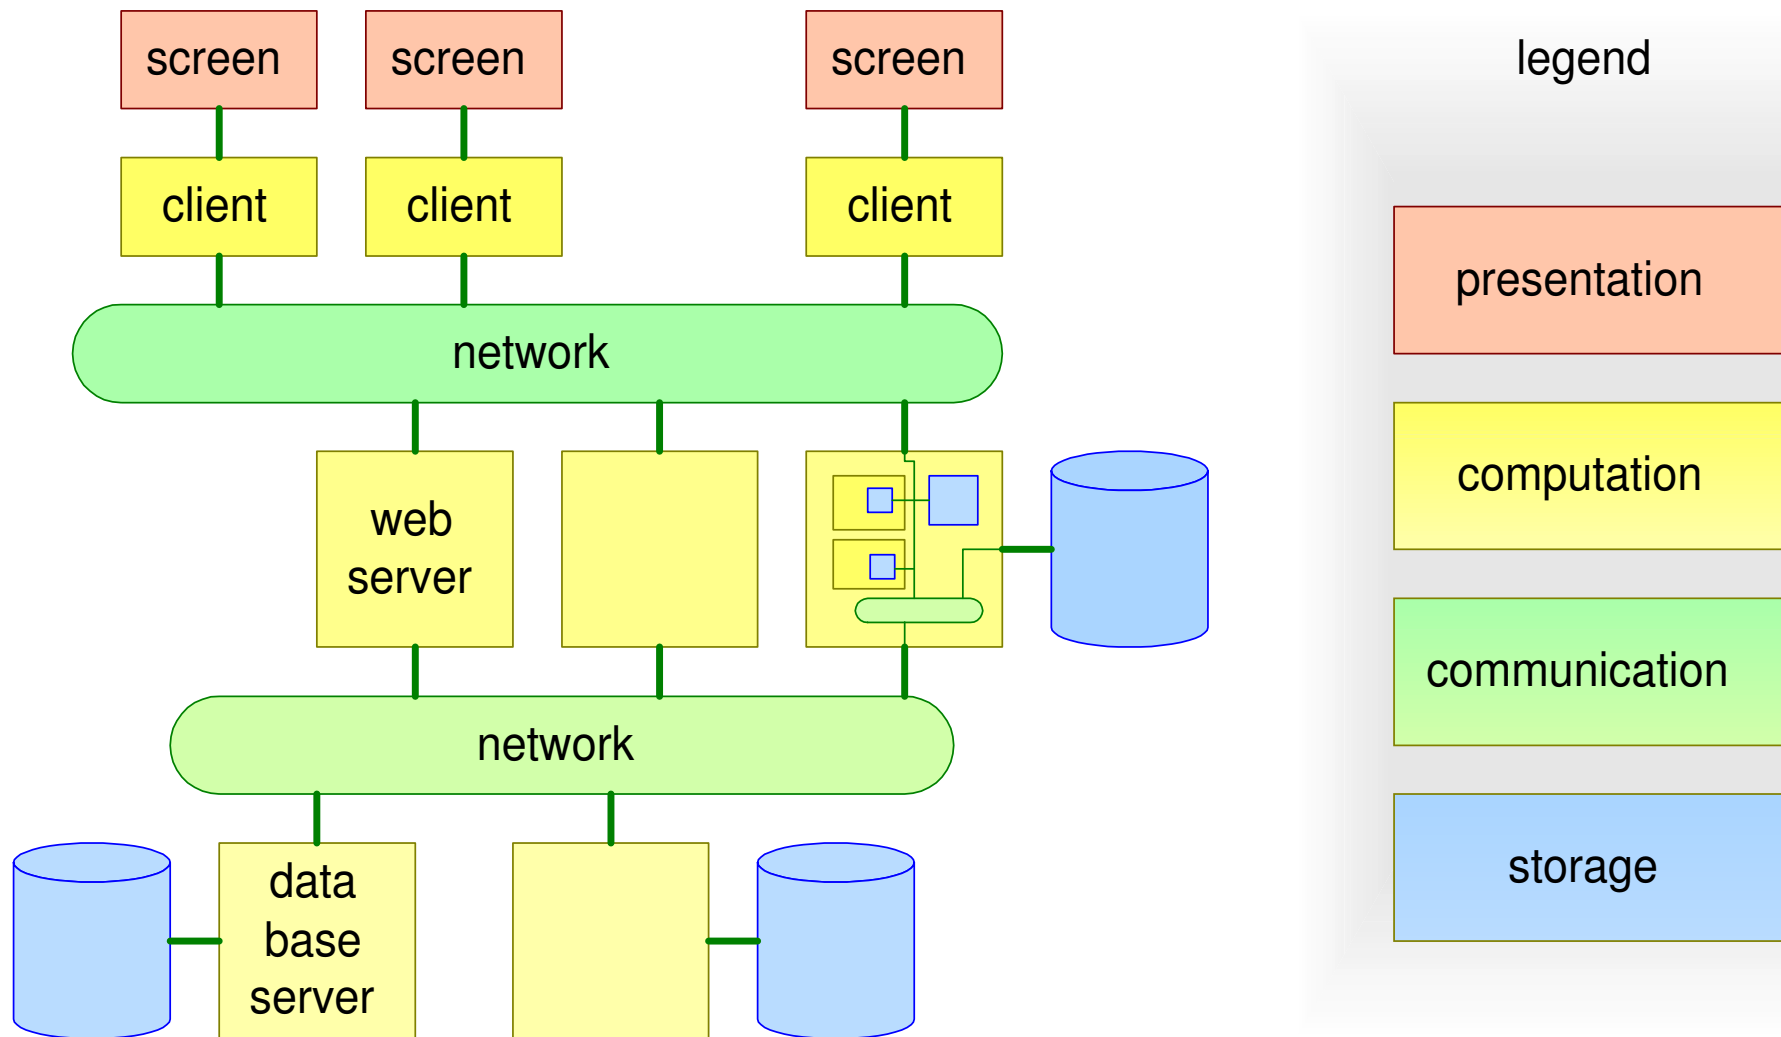 screen
screen
screen
client
client
client
network
web
server
network
data
base
server
legend
presentation
computation
communication
storage